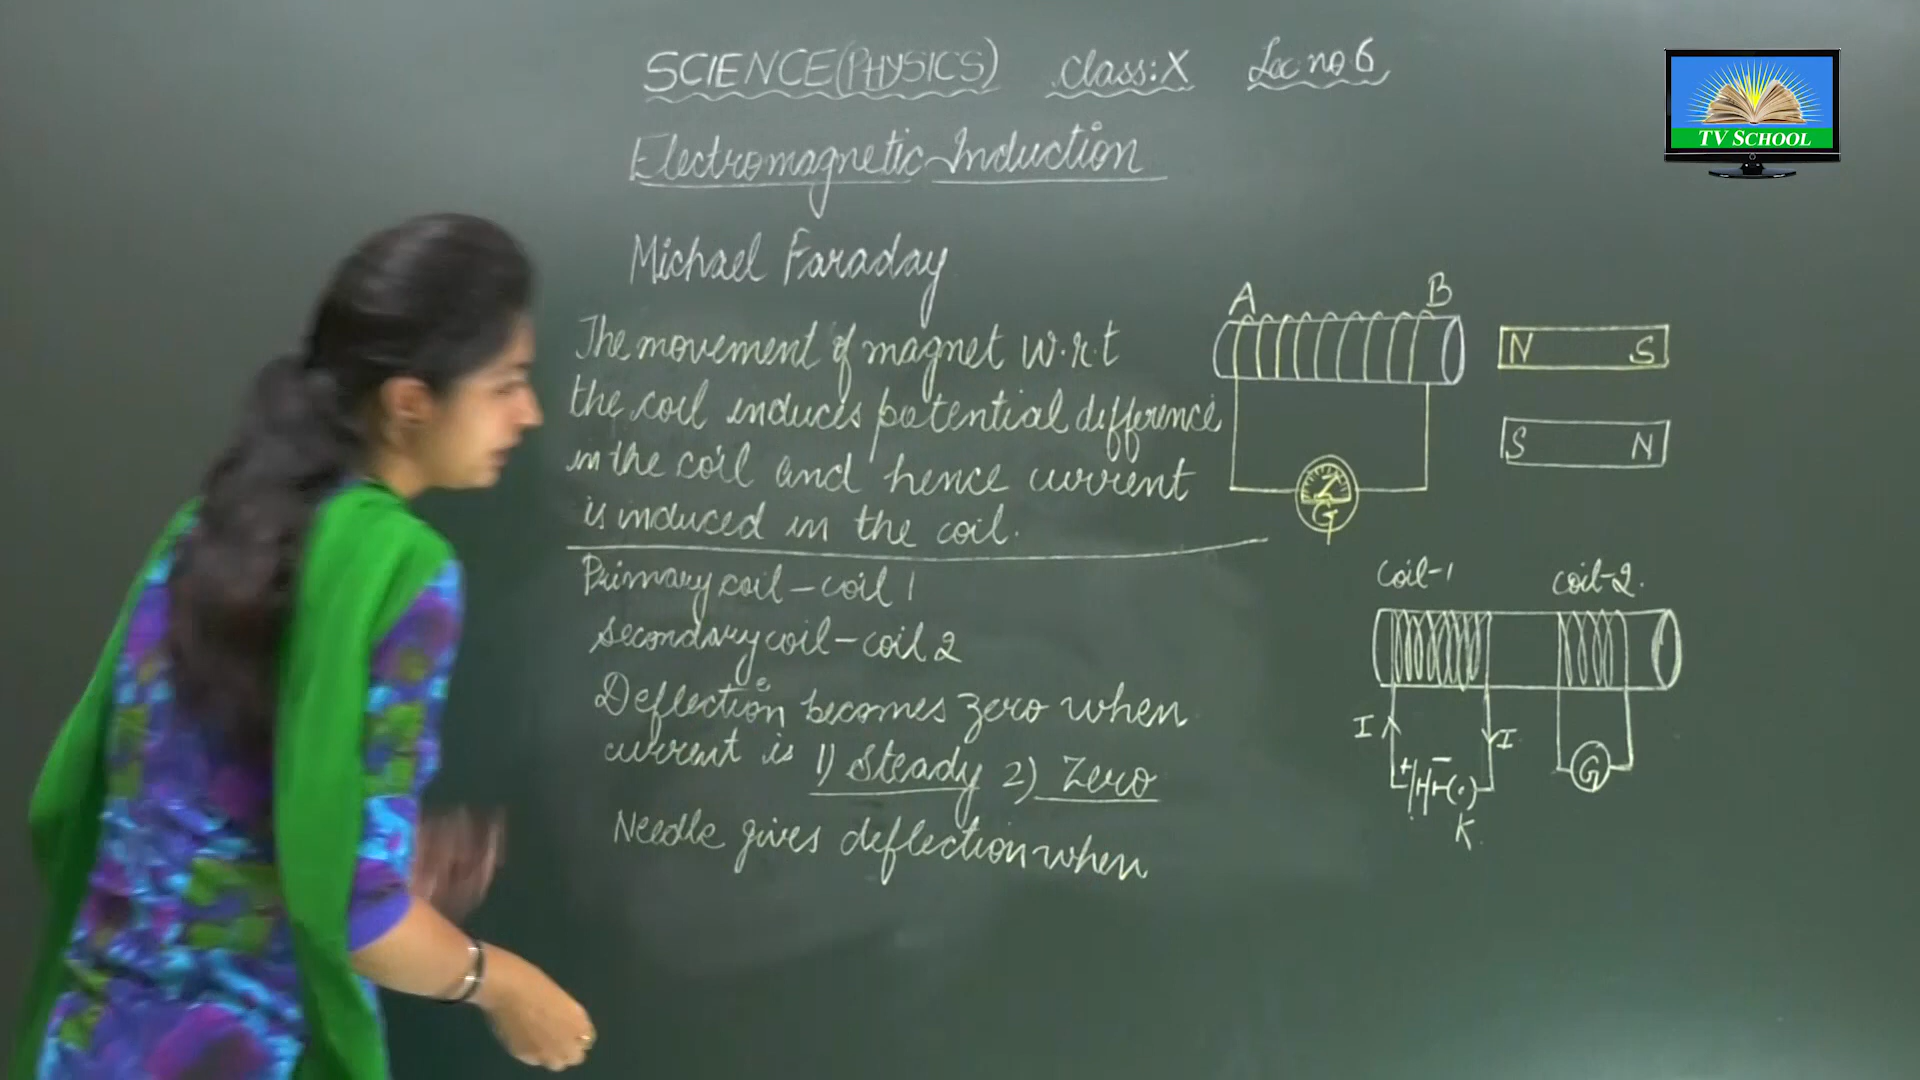 SCIENCE(PHYSICS) class:X Lec no 6
TV SCHOOL
Electromagnetic Induction
Michael Faraday
The movement of magnet w.r.t
the coil induces potential difference
in the coil and hence current
is induced in the coil.
A B
N S
S N
G
Primary coil - coil 1
Secondary coil - coil 2
Deflection becomes zero when
current is 1) Steady 2) Zero
Needle gives deflection when
coil-1 coil-2.
I I
+ - (.)
K
G